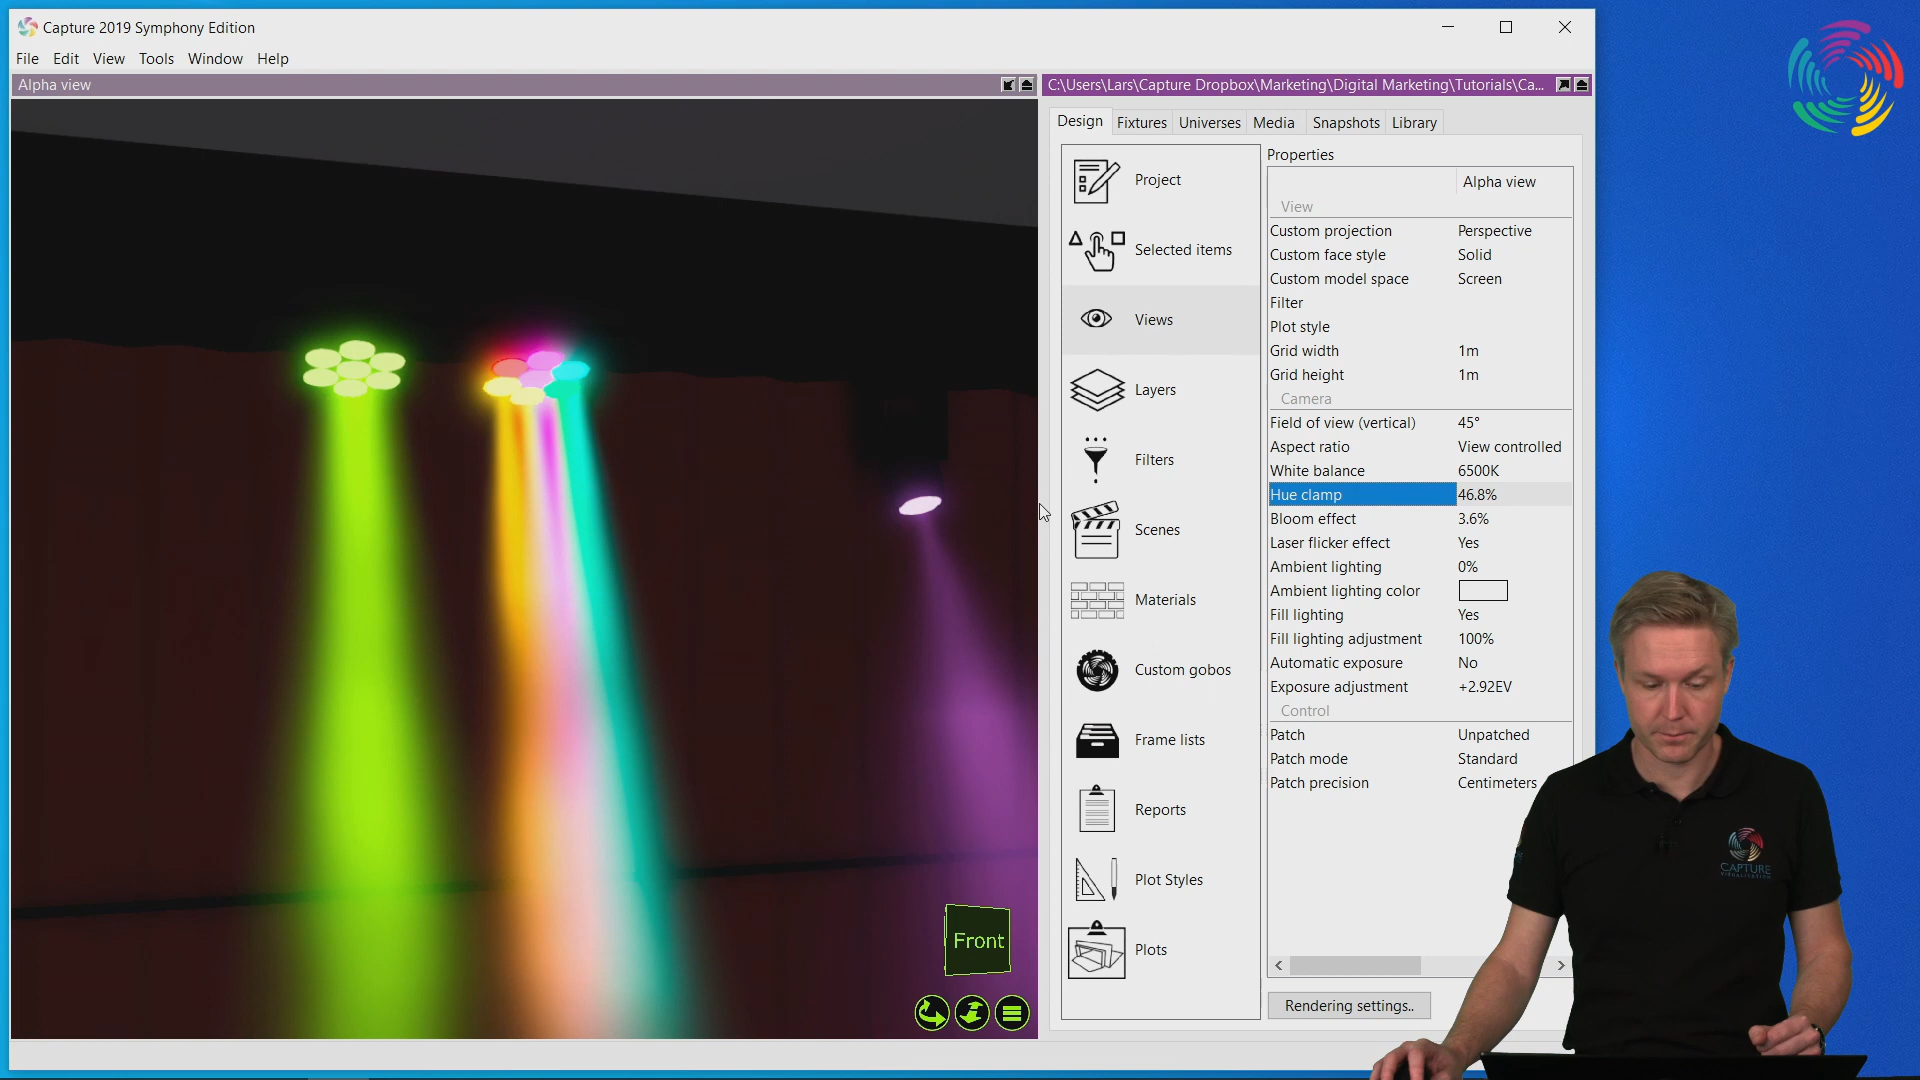 Capture 2019 Symphony Edition
File Edit View Tools Window Help
Alpha view
C:\Users\Lars\Capture Dropbox\Marketing\Digital Marketing\Tutorials\Ca...
Design Fixtures Universes Media Snapshots Library
Project
Selected items
Views
Layers
Filters
Scenes
Materials
Custom gobos
Frame lists
Reports
Plot Styles
Plots
Properties
Alpha view
View
Custom projection Perspective
Custom face style Solid
Custom model space Screen
Filter
Plot style
Grid width 1m
Grid height 1m
Camera
Field of view (vertical) 45°
Aspect ratio View controlled
White balance 6500K
Hue clamp 46.8%
Bloom effect 3.6%
Laser flicker effect Yes
Ambient lighting 0%
Ambient lighting color
Fill lighting Yes
Fill lighting adjustment 100%
Automatic exposure No
Exposure adjustment +2.92EV
Control
Patch Unpatched
Patch mode Standard
Patch precision Centimeters
Rendering settings..
Front
CAPTURE